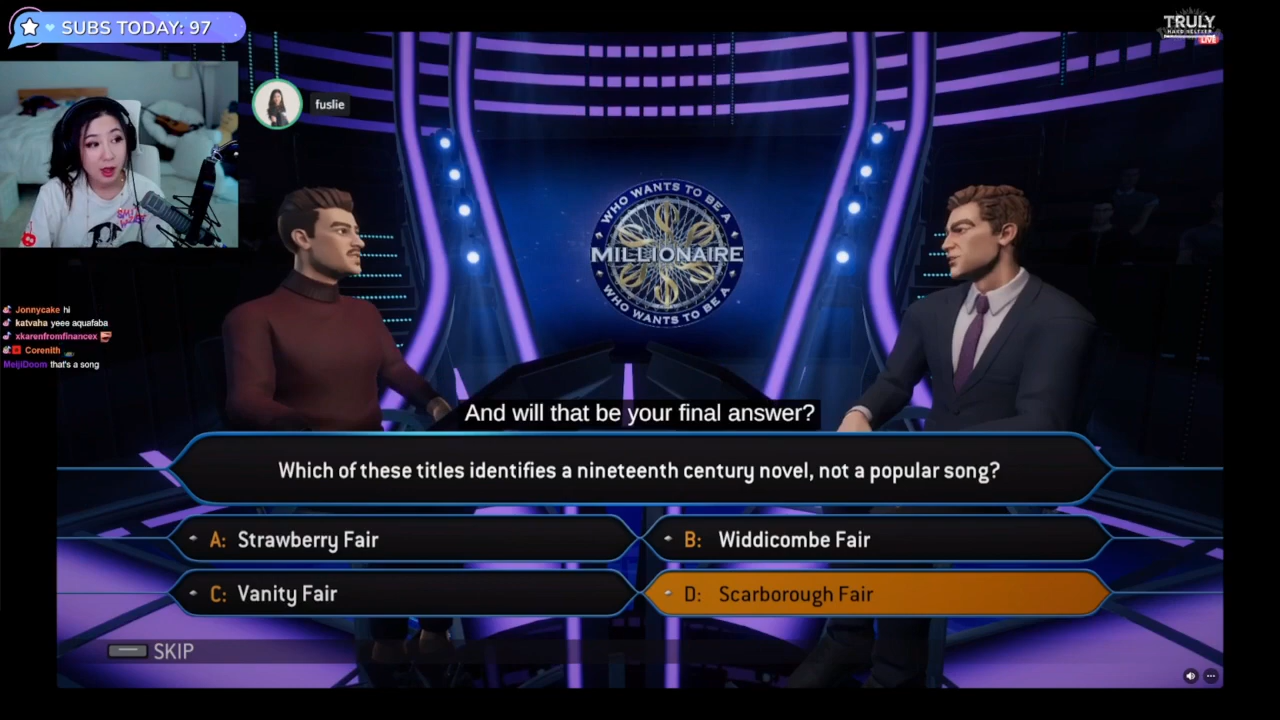 SUBS TODAY: 97
TRULY
LIVE
fuslie
WHO WANTS TO BE A
MILLIONAIRE
WHO WANTS TO BE A
Jonnycake hi
katvaha yeee aquafaba
xkarenfromfinancex
Corenith
MeijiDoom that's a song
And will that be your final answer?
Which of these titles identifies a nineteenth century novel, not a popular song?
A: Strawberry Fair
B: Widdicombe Fair
C: Vanity Fair
D: Scarborough Fair
SKIP